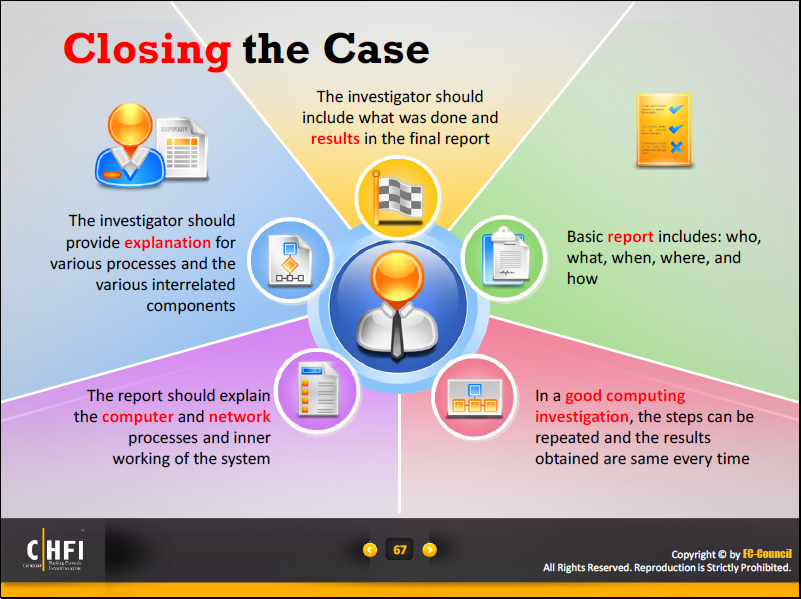 Closing the Case
The investigator should
include what was done and
results in the final report
SUMMARY
The investigator should
provide explanation for
various processes and the
various interrelated
components
Basic report includes: who,
what, when, where, and
how
The report should explain
the computer and network
processes and inner
working of the system
In a good computing
investigation, the steps can be
repeated and the results
obtained are same every time
CHFI
67
Copyright © by EC-Council
All Rights Reserved. Reproduction is Strictly Prohibited.